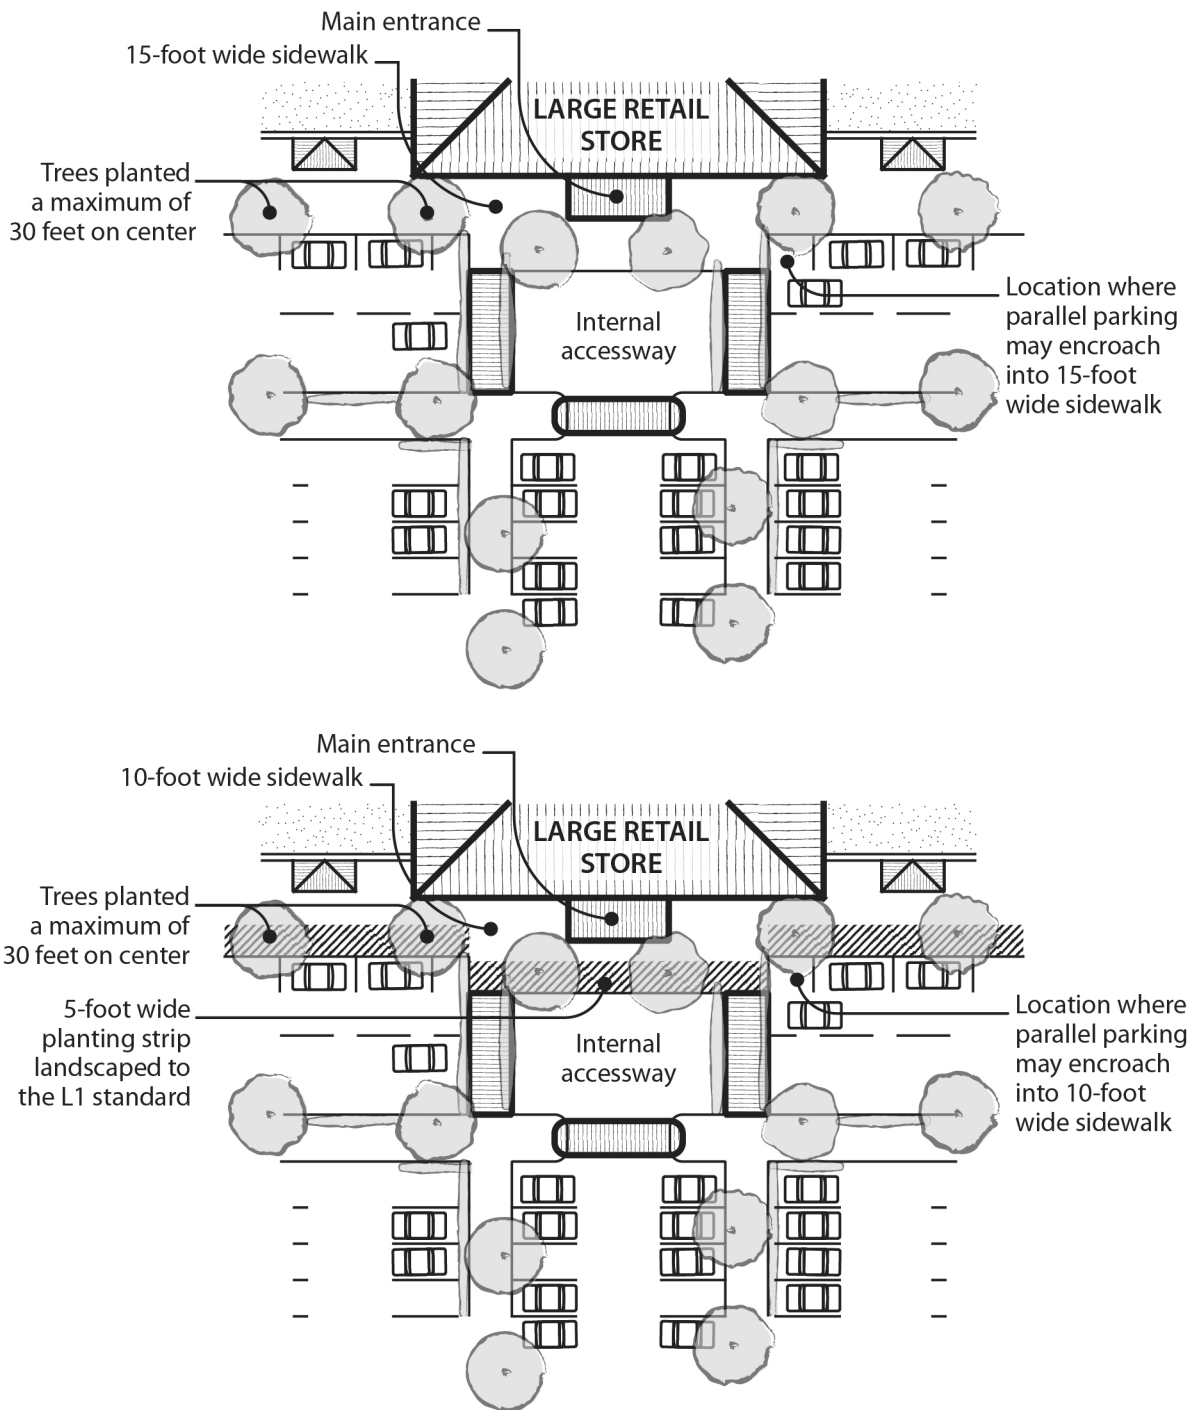 Main entrance
15-foot wide sidewalk
LARGE RETAIL
STORE
Trees planted
a maximum of
30 feet on center
Internal
accessway
Location where
parallel parking
may encroach
into 15-foot
wide sidewalk
Main entrance
10-foot wide sidewalk
LARGE RETAIL
STORE
Trees planted
a maximum of
30 feet on center
5-foot wide
planting strip
landscaped to
the L1 standard
Internal
accessway
Location where
parallel parking
may encroach
into 10-foot
wide sidewalk